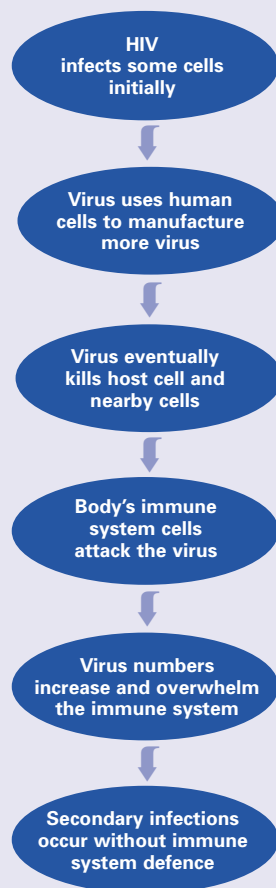 HIV
infects some cells
initially
Virus uses human
cells to manufacture
more virus
Virus eventually
kills host cell and
nearby cells
Body's immune
system cells
attack the virus
Virus numbers
increase and overwhelm
the immune system
Secondary infections
occur without immune
system defence